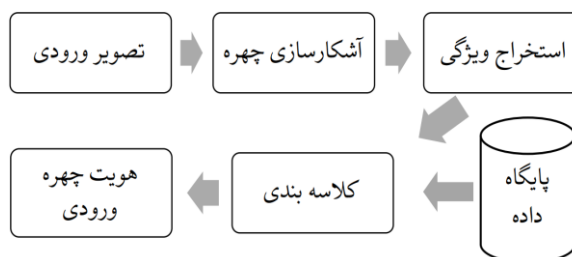 تصویر ورودی
آشکارسازی چهره
استخراج ویژگی
پایگاه
داده
کلاسه بندی
هویت چهره
ورودی